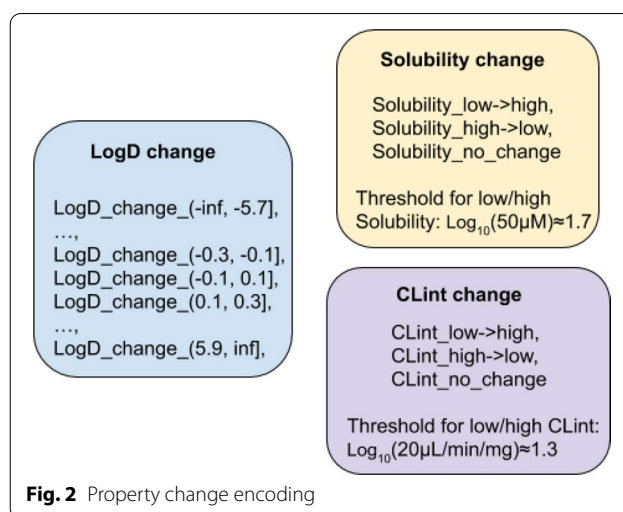 LogD change
LogD_change_(-inf, -5.7],
…,
LogD_change_(-0.3, -0.1],
LogD_change_(-0.1, 0.1],
LogD_change_(0.1, 0.3],
…,
LogD_change_(5.9, inf],
Solubility change
Solubility_low->high,
Solubility_high->low,
Solubility_no_change
Threshold for low/high
Solubility: Log₁₀(50μM)≈1.7
CLint change
CLint_low->high,
CLint_high->low,
CLint_no_change
Threshold for low/high CLint:
Log₁₀(20μL/min/mg)≈1.3
Fig. 2 Property change encoding